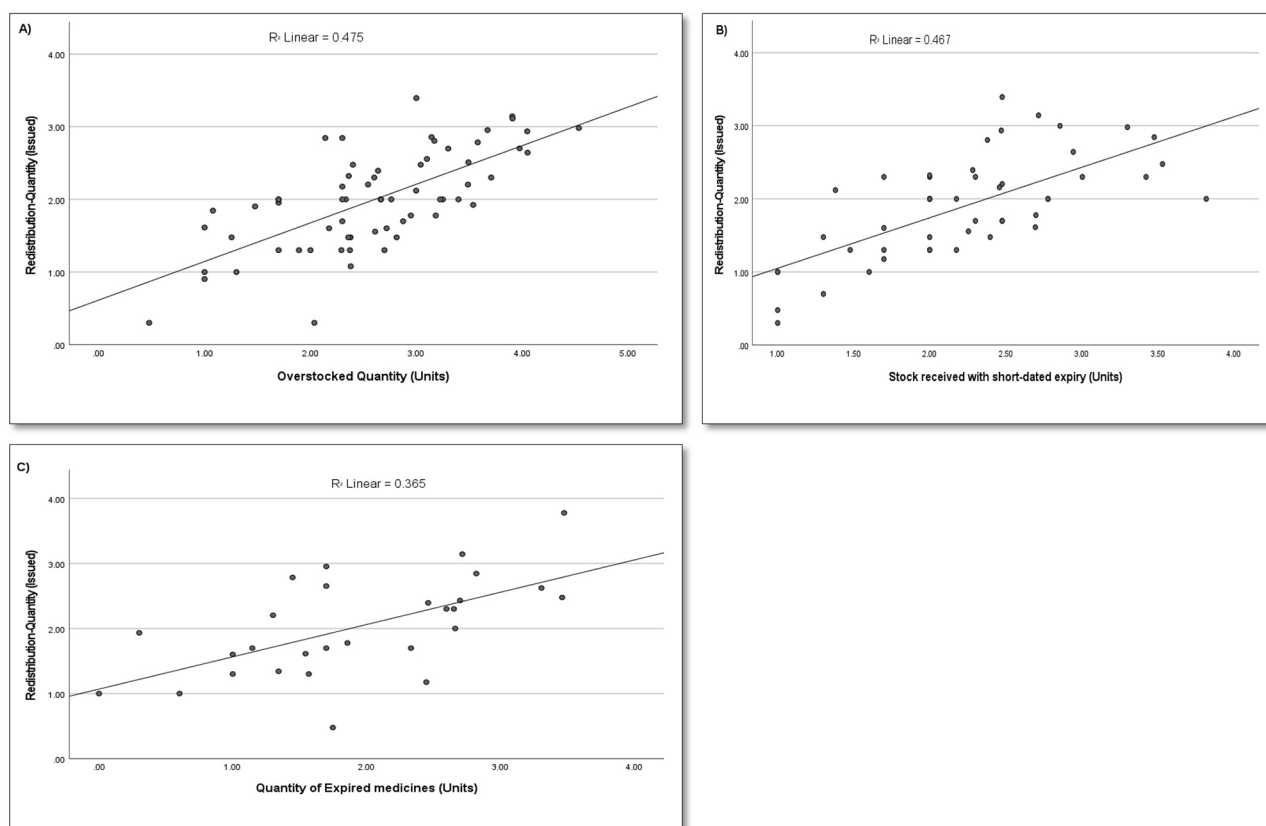 A)
R² Linear = 0.475
Redistribution-Quantity (Issued)
4.00
3.00
2.00
1.00
.00
.00 1.00 2.00 3.00 4.00 5.00
Overstocked Quantity (Units)
B)
R² Linear = 0.467
Redistribution-Quantity (Issued)
4.00
3.00
2.00
1.00
.00
1.00 1.50 2.00 2.50 3.00 3.50 4.00
Stock received with short-dated expiry (Units)
C)
R² Linear = 0.365
Redistribution-Quantity (Issued)
4.00
3.00
2.00
1.00
.00
.00 1.00 2.00 3.00 4.00
Quantity of Expired medicines (Units)